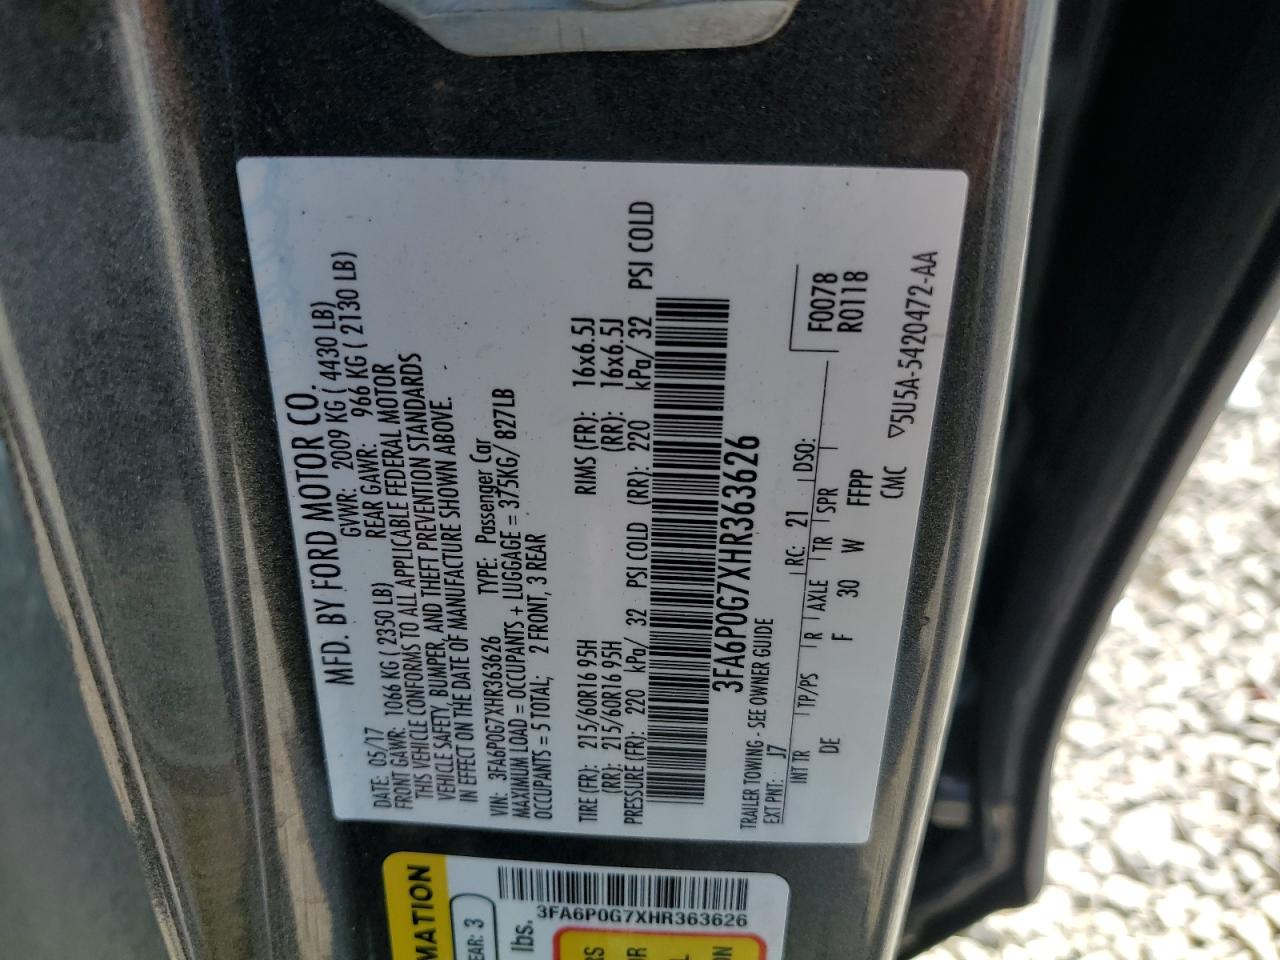 MFD. BY FORD MOTOR CO.
DATE: 05/17 GVWR: 2009 KG ( 4430 LB)
FRONT GAWR: 1066 KG ( 2350 LB) REAR GAWR: 966 KG ( 2130 LB)
THIS VEHICLE CONFORMS TO ALL APPLICABLE FEDERAL MOTOR
VEHICLE SAFETY, BUMPER, AND THEFT PREVENTION STANDARDS
IN EFFECT ON THE DATE OF MANUFACTURE SHOWN ABOVE.
VIN: 3FA6P0G7XHR363626 TYPE: Passenger Car
MAXIMUM LOAD = OCCUPANTS + LUGGAGE = 375KG/ 827LB
OCCUPANTS = 5 TOTAL; 2 FRONT, 3 REAR
TIRE (FR): 215/60R16 95H RIMS (FR): 16x6.5J
(RR): 215/60R16 95H (RR): 16x6.5J
PRESSURE (FR): 220 kPa/ 32 PSI COLD (RR): 220 kPa/ 32 PSI COLD
3FA6P0G7XHR363626
TRAILER TOWING - SEE OWNER GUIDE
EXT PNT: J7 RC: 21 DSO: F0078
R0118
INT TR TP/PS R AXLE TR SPR
DE F 30 W FFPP
CMC ▽5U5A-5420472-AA
MATION
EAR: 3
lbs.
3FA6P0G7XHR363626
RS
OR
L
ON